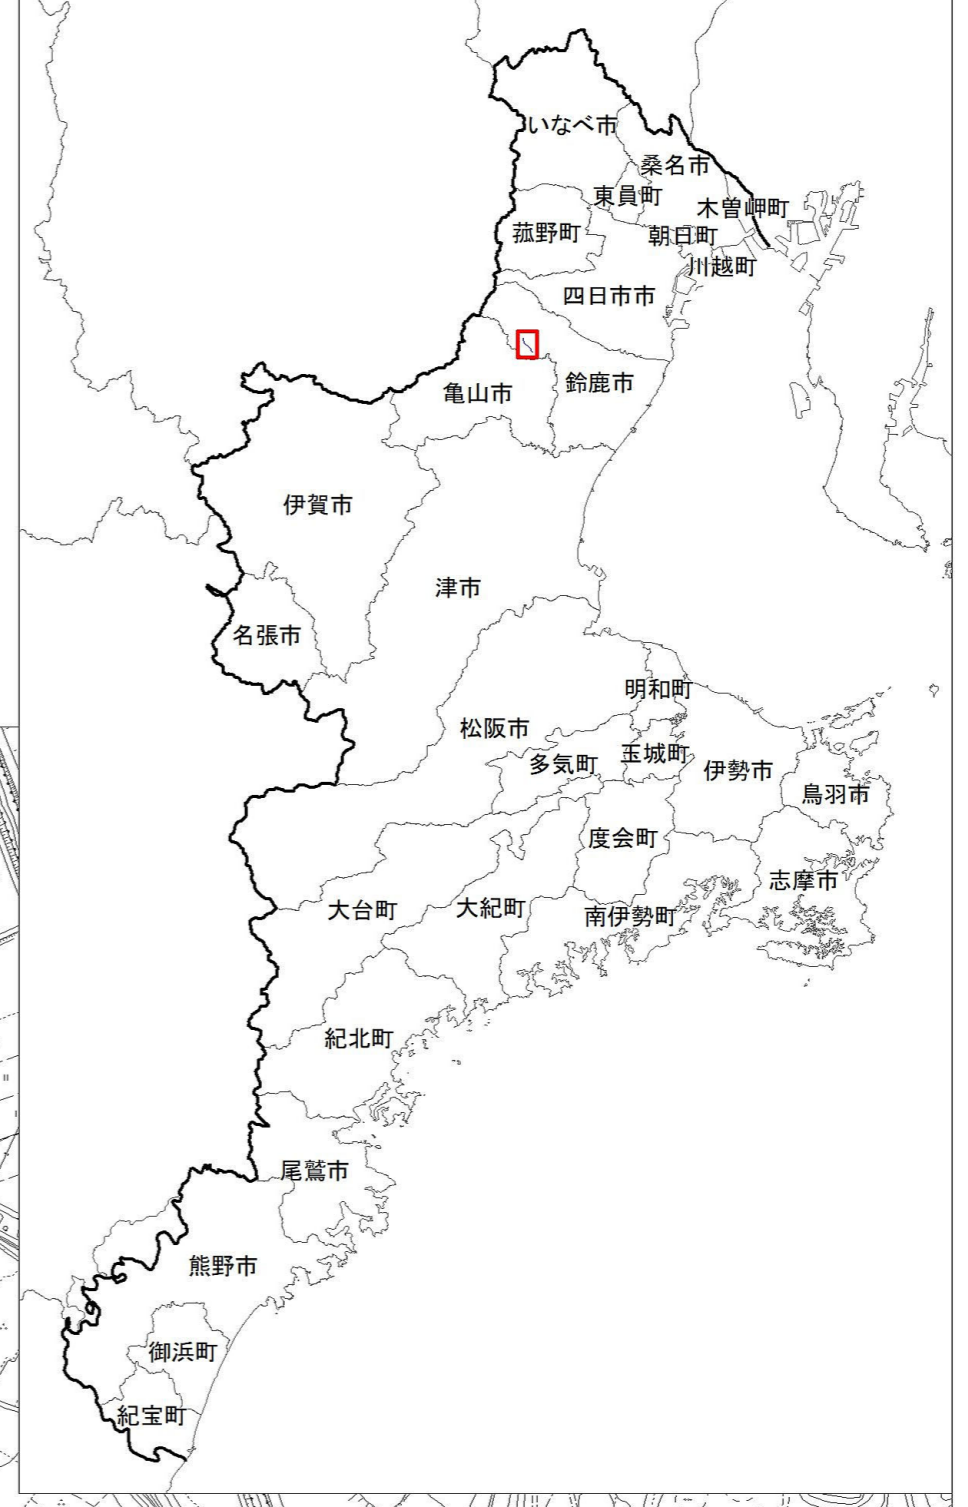 いなべ市
桑名市
東員町
木曽岬町
菰野町
朝日町
川越町
四日市市
鈴鹿市
亀山市
伊賀市
津市
名張市
明和町
松阪市
玉城町
多気町
伊勢市
鳥羽市
度会町
志摩市
大台町
大紀町
南伊勢町
紀北町
尾鷲市
熊野市
御浜町
紀宝町